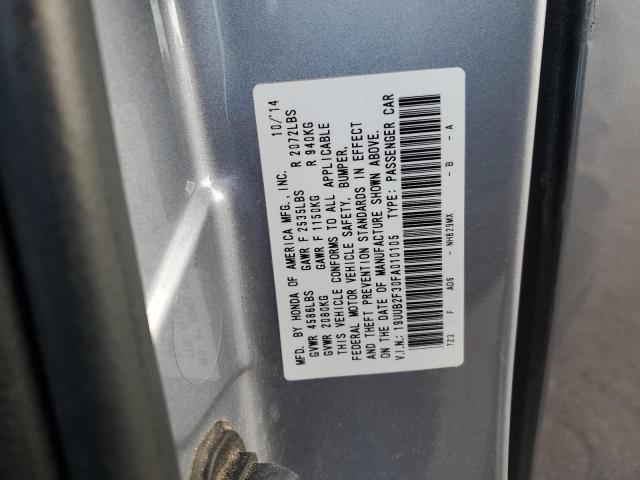 MFD. BY HONDA OF AMERICA MFG., INC. 10/'14
GVWR 4586LBS GAWR F 2535LBS R 2072LBS
GVWR 2080KG GAWR F 1150KG R 940KG
THIS VEHICLE CONFORMS TO ALL APPLICABLE
FEDERAL MOTOR VEHICLE SAFETY, BUMPER,
AND THEFT PREVENTION STANDARDS IN EFFECT
ON THE DATE OF MANUFACTURE SHOWN ABOVE.
V.I.N.: 19UUB2F30FA010105 TYPE: PASSENGER CAR
TZ3 F AD6 NH829MX - B - A